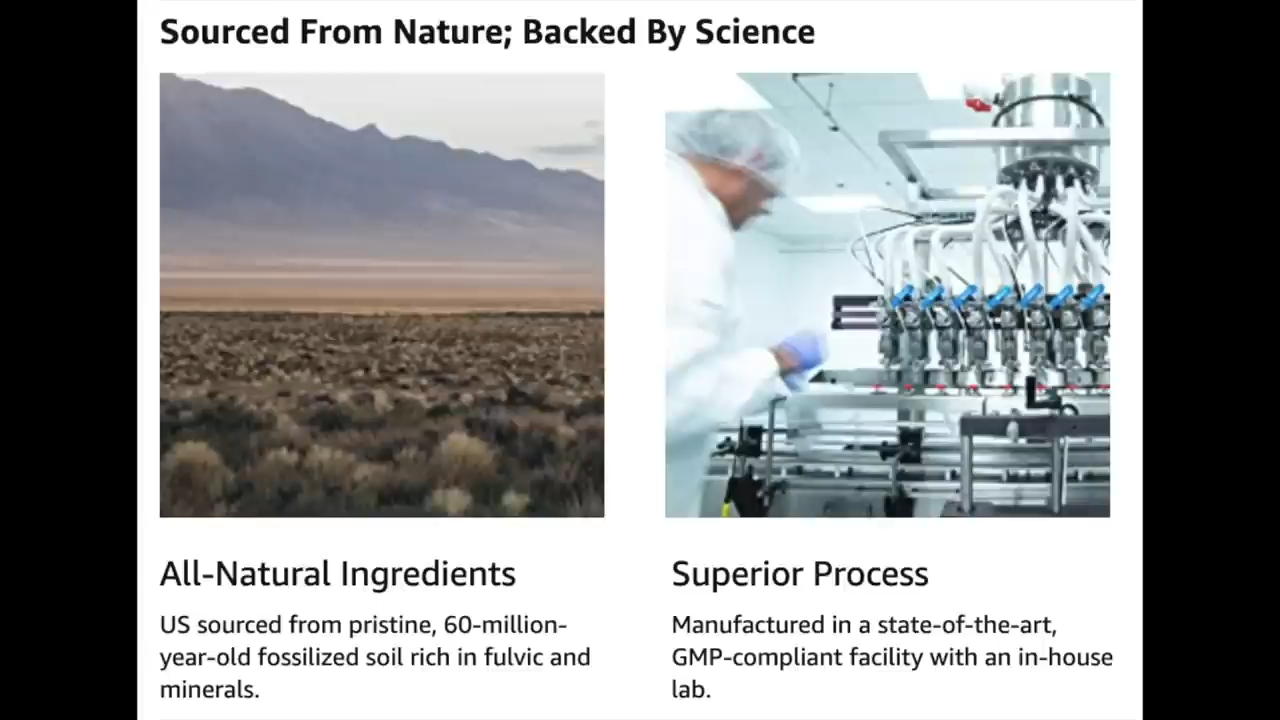 Sourced From Nature; Backed By Science
All-Natural Ingredients
US sourced from pristine, 60-million-
year-old fossilized soil rich in fulvic and
minerals.
Superior Process
Manufactured in a state-of-the-art,
GMP-compliant facility with an in-house
lab.